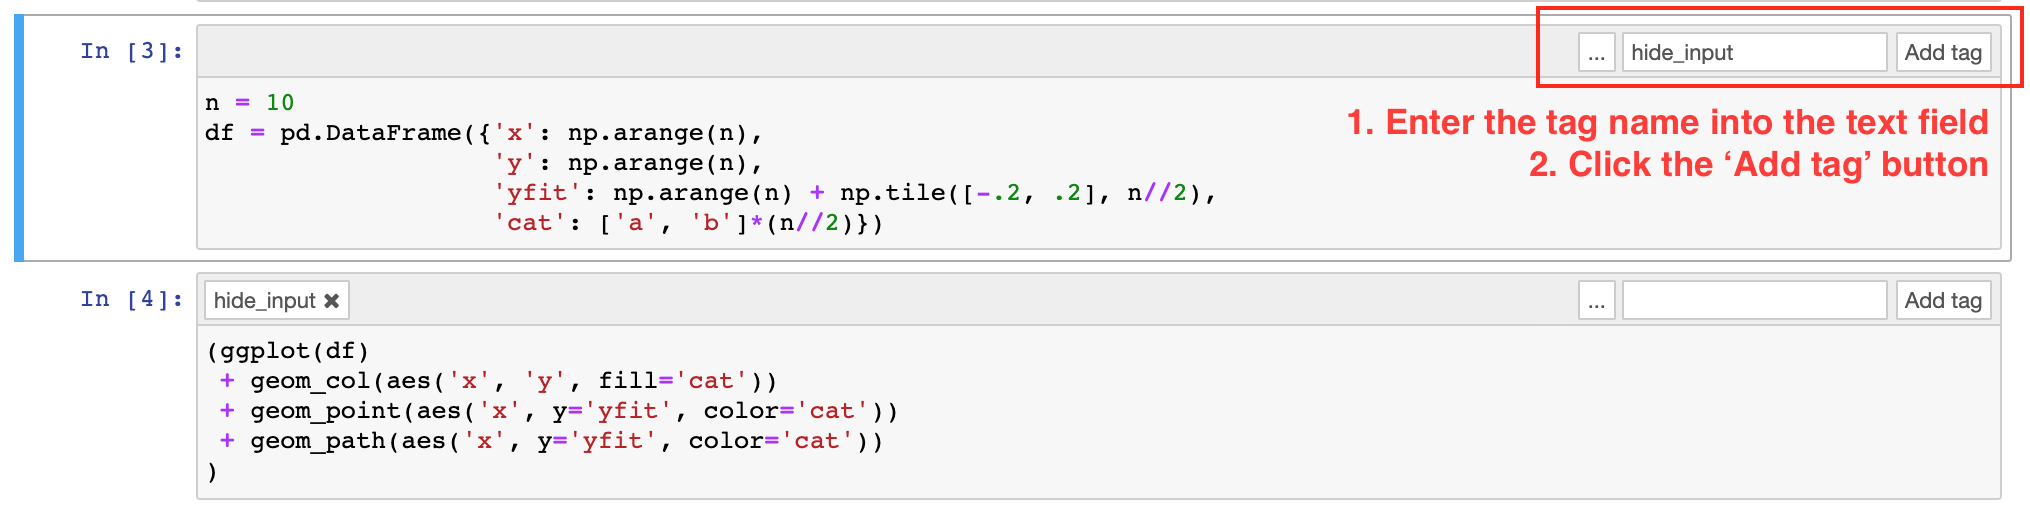 In [3]:
... hide_input Add tag
n = 10
df = pd.DataFrame({'x': np.arange(n),
'y': np.arange(n),
'yfit': np.arange(n) + np.tile([-.2, .2], n//2),
'cat': ['a', 'b']*(n//2)})
1. Enter the tag name into the text field
2. Click the ‘Add tag’ button
In [4]:
hide_input ✖ ... Add tag
(ggplot(df)
+ geom_col(aes('x', 'y', fill='cat'))
+ geom_point(aes('x', y='yfit', color='cat'))
+ geom_path(aes('x', y='yfit', color='cat'))
)